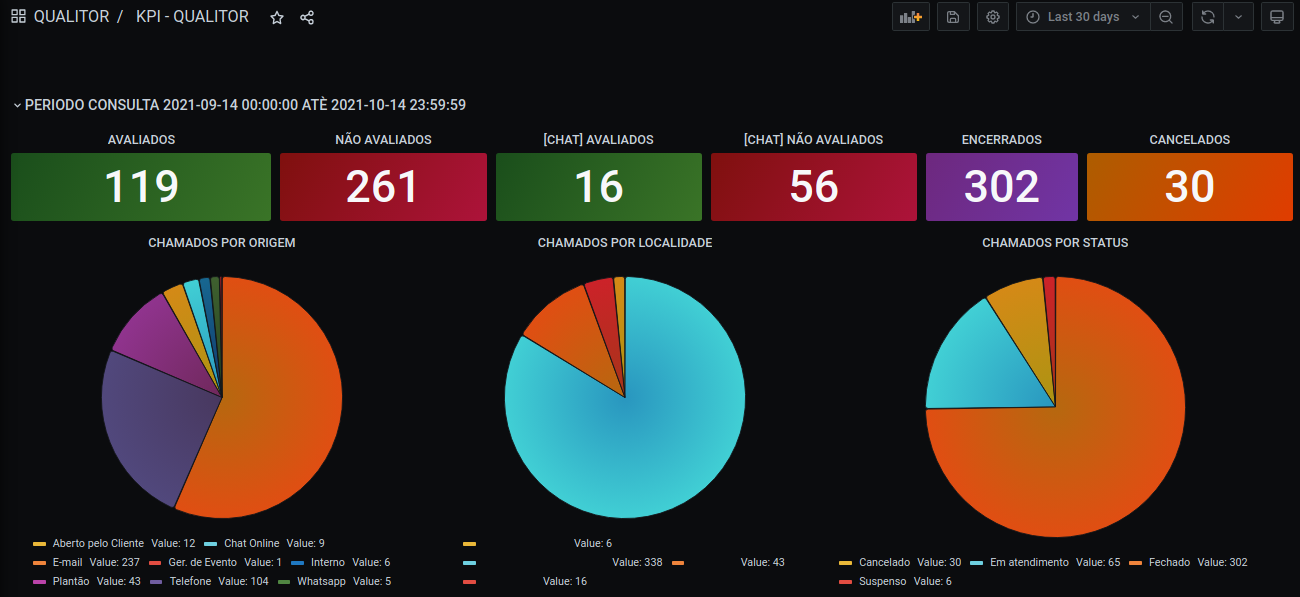 QUALITOR / KPI - QUALITOR
Last 30 days
PERIODO CONSULTA 2021-09-14 00:00:00 ATÈ 2021-10-14 23:59:59
AVALIADOS NÃO AVALIADOS [CHAT] AVALIADOS [CHAT] NÃO AVALIADOS ENCERRADOS CANCELADOS
119 261 16 56 302 30
CHAMADOS POR ORIGEM CHAMADOS POR LOCALIDADE CHAMADOS POR STATUS
Aberto pelo Cliente Value: 12 Chat Online Value: 9
E-mail Value: 237 Ger. de Evento Value: 1 Interno Value: 6
Plantão Value: 43 Telefone Value: 104 Whatsapp Value: 5
Value: 6
Value: 338 Value: 43
Value: 16
Cancelado Value: 30 Em atendimento Value: 65 Fechado Value: 302
Suspenso Value: 6